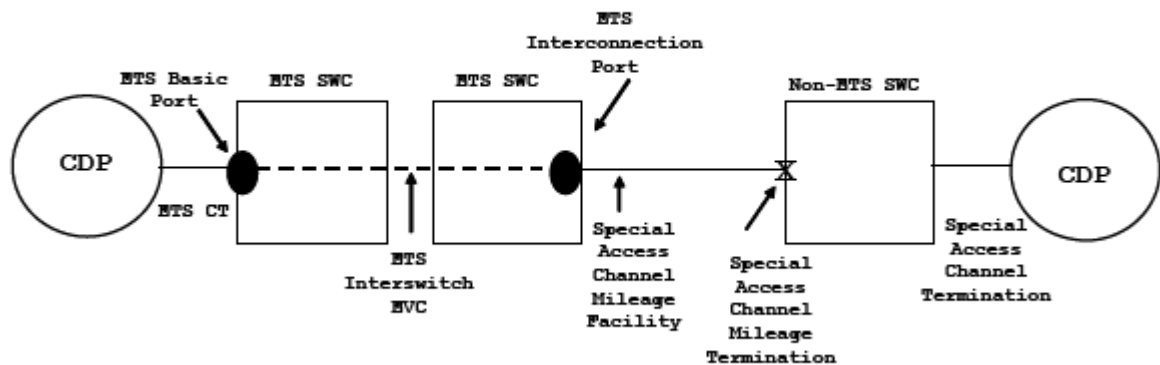 ETS
Interconnection
Port
ETS Basic
Port
ETS SWC
ETS SWC
Non-ETS SWC
CDP
CDP
ETS CT
ETS
Interswitch
EVC
Special
Access
Channel
Mileage
Facility
Special
Access
Channel
Mileage
Termination
Special
Access
Channel
Termination